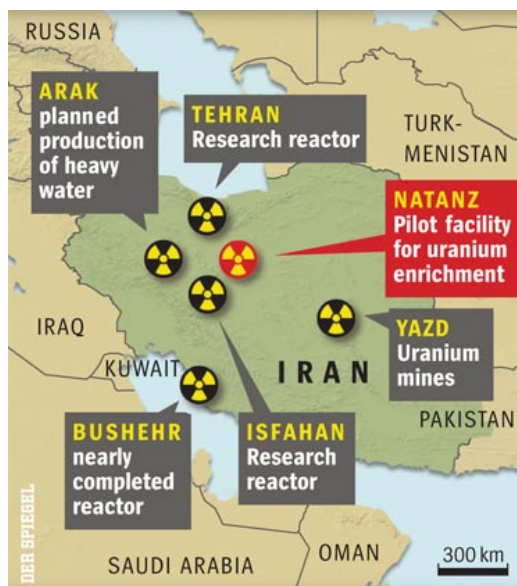 RUSSIA
ARAK
planned
production
of heavy
water
TEHRAN
Research reactor
TURK-
MENISTAN
NATANZ
Pilot facility
for uranium
enrichment
IRAQ
KUWAIT
IRAN
YAZD
Uranium
mines
PAKISTAN
BUSHEHR
nearly
completed
reactor
ISFAHAN
Research
reactor
DER SPIEGEL
SAUDI ARABIA
OMAN
300 km